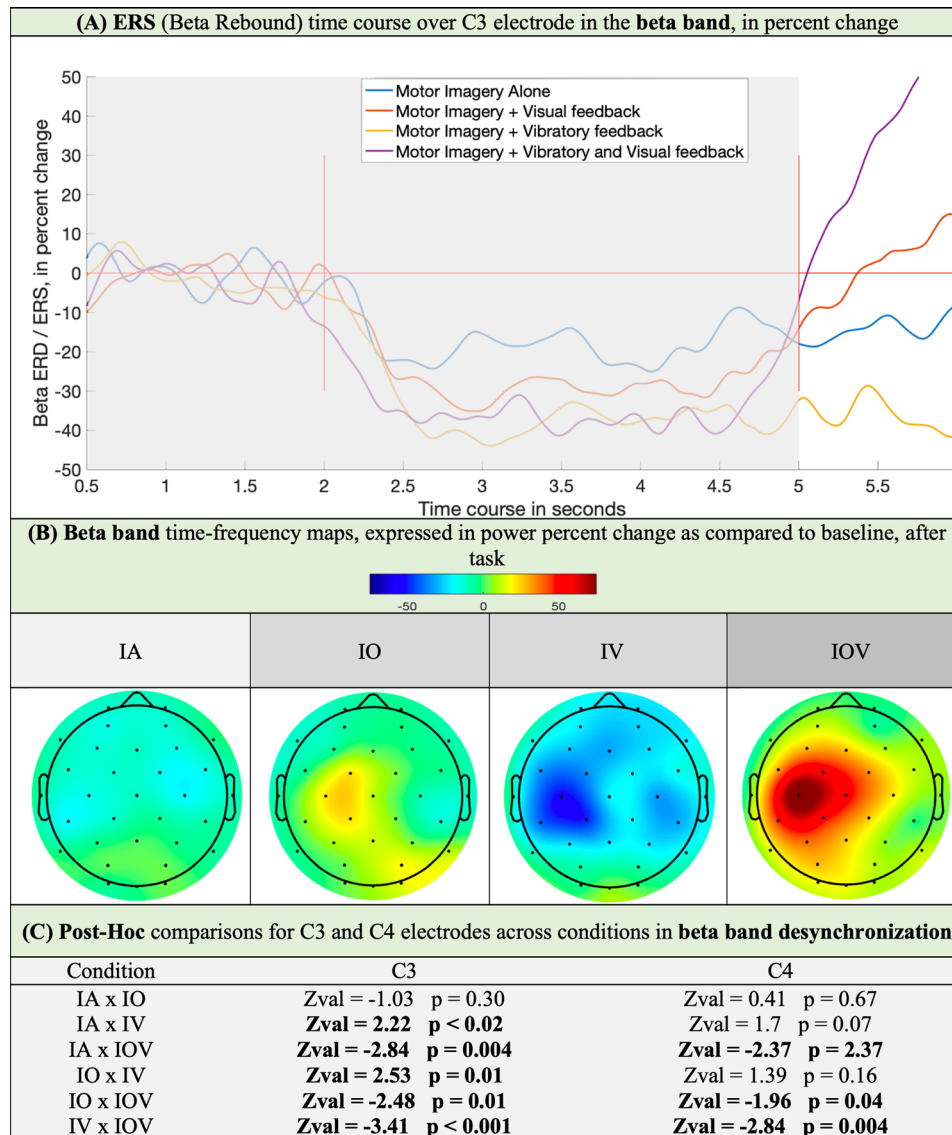 (A) ERS (Beta Rebound) time course over C3 electrode in the beta band, in percent change
Beta ERD / ERS, in percent change
50
40
30
20
10
0
-10
-20
-30
-40
-50
Motor Imagery Alone
Motor Imagery + Visual feedback
Motor Imagery + Vibratory feedback
Motor Imagery + Vibratory and Visual feedback
0.5 1 1.5 2 2.5 3 3.5 4 4.5 5 5.5
Time course in seconds
(B) Beta band time-frequency maps, expressed in power percent change as compared to baseline, after
task
-50 0 50
IA IO IV IOV
(C) Post-Hoc comparisons for C3 and C4 electrodes across conditions in beta band desynchronization
Condition C3 C4
IA x IO Zval = -1.03 p = 0.30 Zval = 0.41 p = 0.67
IA x IV Zval = 2.22 p < 0.02 Zval = 1.7 p = 0.07
IA x IOV Zval = -2.84 p = 0.004 Zval = -2.37 p = 2.37
IO x IV Zval = 2.53 p = 0.01 Zval = 1.39 p = 0.16
IO x IOV Zval = -2.48 p = 0.01 Zval = -1.96 p = 0.04
IV x IOV Zval = -3.41 p < 0.001 Zval = -2.84 p = 0.004